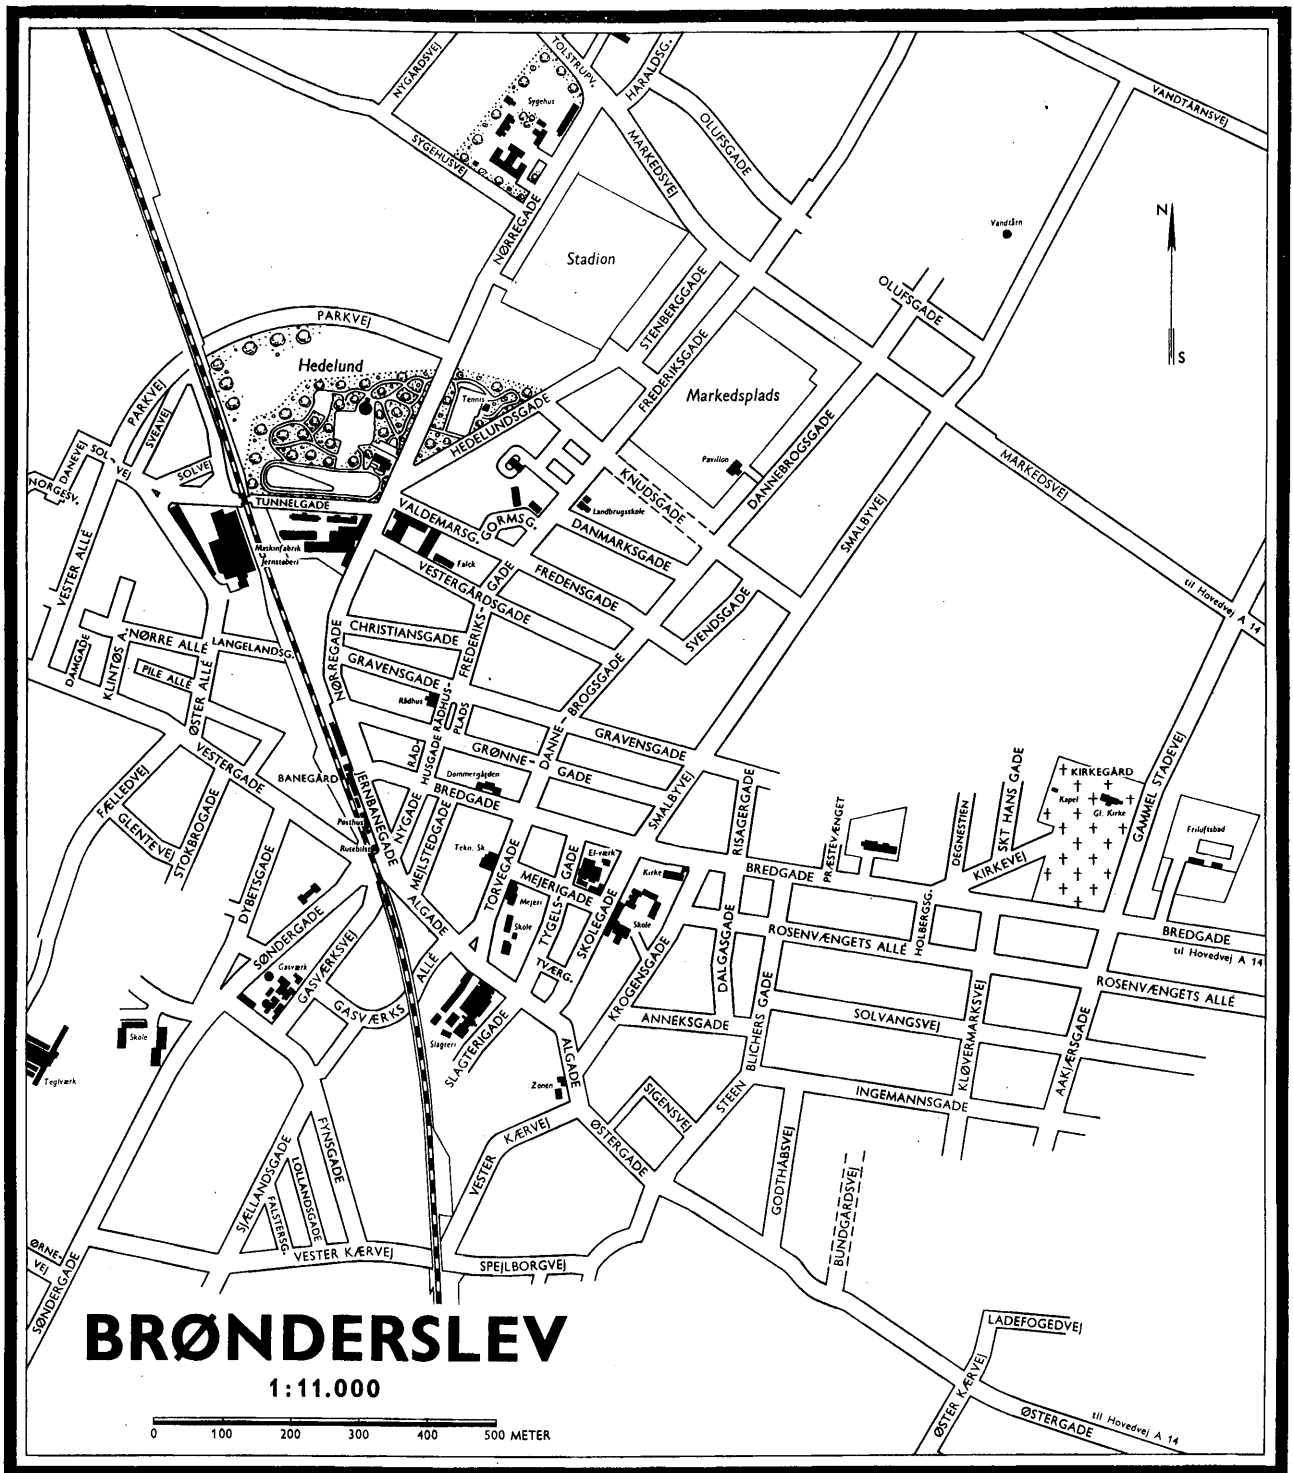 NYGÅRDSVEJ
TOLSTRUPV.
HARALDSG.
VANDTÅRNSVEJ
Sygehus
SYGEHUSVEJ
MARKEDSVEJ
OLUFSGADE
NØRREGADE
N
S
Vandtårn
Stadion
OLUFSGADE
STENBERGGADE
PARKVEJ
Hedelund
FREDERIKSGADE
Markedsplads
PARKVEJ
SVEAVEJ
Tennis
HEDELUNDSGADE
DANEVEJ
SOLVEJ
SOLVEJ
NORGESV.
Pavillon
DANNEBROGSGADE
MARKEDSVEJ
KNUDSGADE
TUNNELGADE
VALDEMARSG.
GORMSG.
Landbrugsskole
SMALBYVEJ
DANMARKSGADE
Maskinfabrik
Jernstøberi
Falck
VESTER ALLÉ
VESTERGÅRDSGADE
FREDENSGADE
FREDERIKS-
GADE
SVENDSGADE
til Hovedvej A 14
CHRISTIANSGADE
NØRREGADE
DAMGADE
KLINTØS A.
NØRRE ALLÉ
LANGELANDSG.
PILE ALLÉ
ØSTER ALLÉ
GRAVENSGADE
Rådhus
RÅDHUS-
PLADS
DANNE-
BROGSGADE
GRAVENSGADE
VESTERGADE
RÅD-
HUSGADE
GRØNNE-
GADE
BANEGÅRD
JERNBANEGADE
Dommergården
BREDGADE
SMALBYVEJ
RISAGERGADE
FÆLLEDVEJ
GLENTEVEJ
STOKBROGADE
Posthus
Rutebilst.
NYGADE
MEJLSTEDGADE
PRÆSTEVÆNGET
DEGNESTIEN
SKT HANS GADE
KIRKEGÅRD
Kapel
Gl. Kirke
GAMMEL STADEVEJ
Friluftsbad
KIRKEVEJ
Tekn. Sk.
TORVEGADE
El-værk
MEJERIGADE
Mejeri
TYGELS-
GADE
Kirke
BREDGADE
DYBETSGADE
ALGADE
Skole
SKOLEGADE
Skole
DALGASGADE
ROSENVÆNGETS ALLÉ
HOLBERGSG.
BREDGADE
til Hovedvej A 14
SØNDERGADE
GASVÆRKSVEJ
Gasværk
GASVÆRKS
ALLÉ
TVÆRG.
KROGENSGADE
ANNEKSGADE
STEEN
BLICHERS GADE
SOLVANGSVEJ
KLØVERMARKSVEJ
ROSENVÆNGETS ALLÉ
AAKJÆRSGADE
Skole
Teglværk
Slagteri
SLAGTERIGADE
ALGADE
Zonen
SIGENSVEJ
INGEMANNSGADE
VESTER
KÆRVEJ
ØSTERGADE
GODTHÅBSVEJ
BUNDGÅRDSVEJ
SJÆLLANDSGADE
FYNSGADE
LOLLANDSGADE
FALSTERSG.
VESTER KÆRVEJ
SPEJLBORGVEJ
ØRNE-
VEJ
SØNDERGADE
LADEFOGEDVEJ
ØSTER KÆRVEJ
ØSTERGADE
til Hovedvej A 14
BRØNDERSLEV
1:11.000
0 100 200 300 400 500 METER